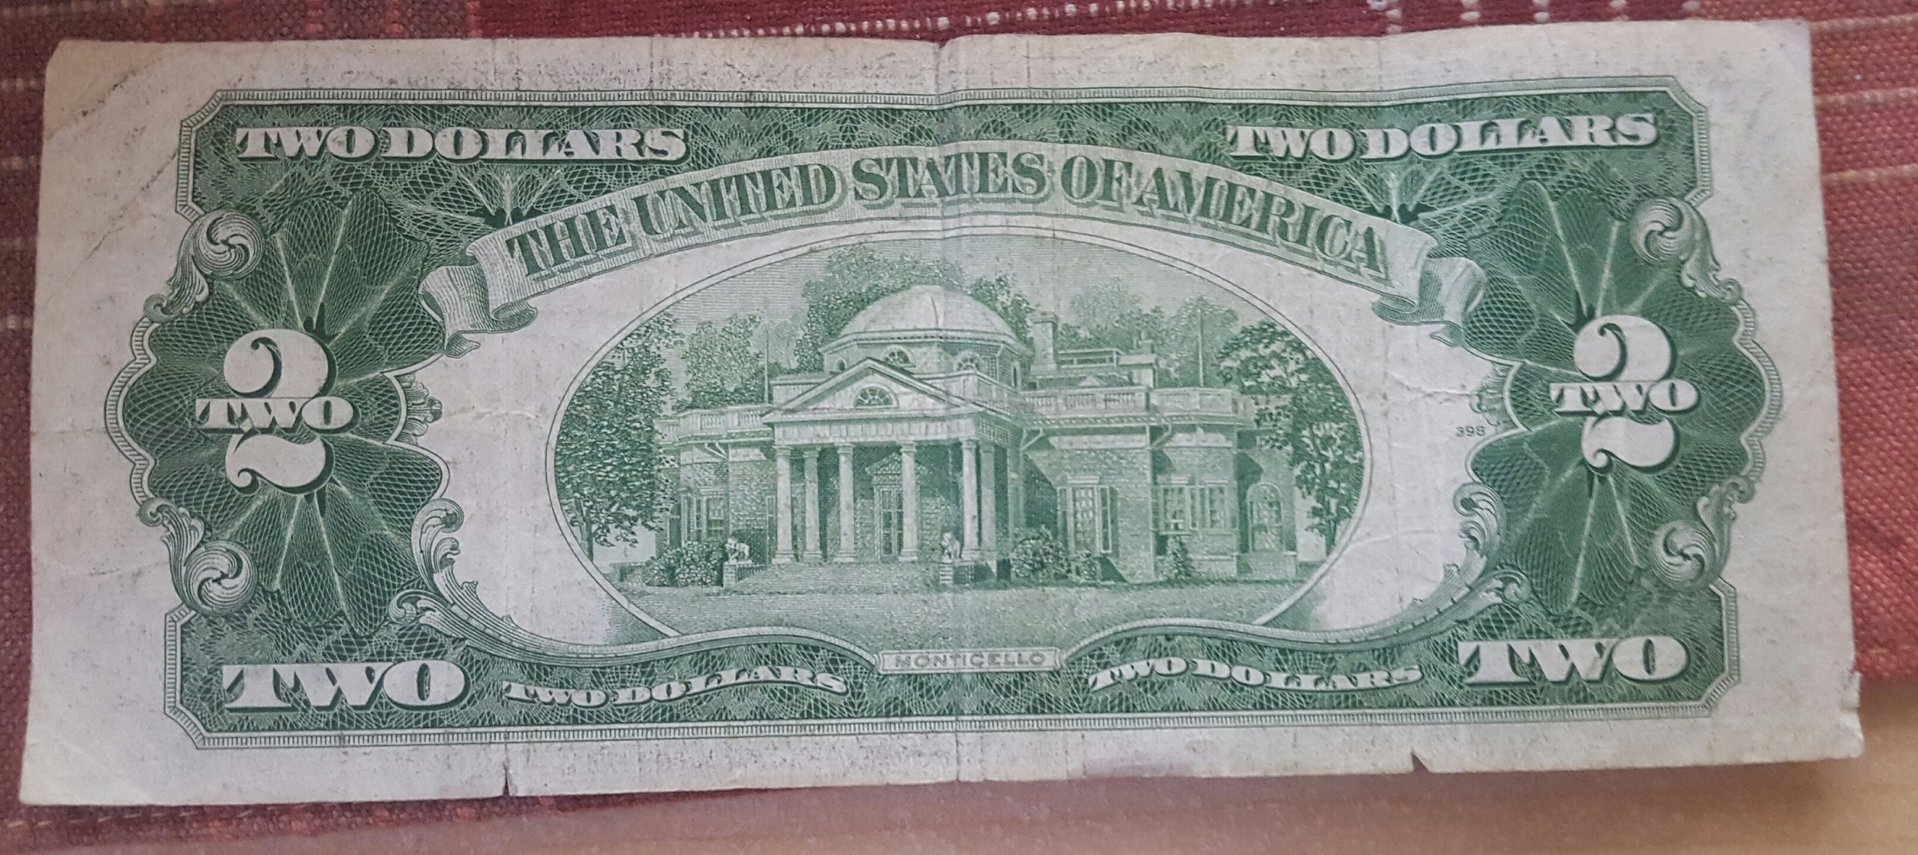 TWO DOLLARS
TWO DOLLARS
THE UNITED STATES OF AMERICA
2
TWO
2
TWO
398
MONTICELLO
TWO
TWO DOLLARS
TWO DOLLARS
TWO